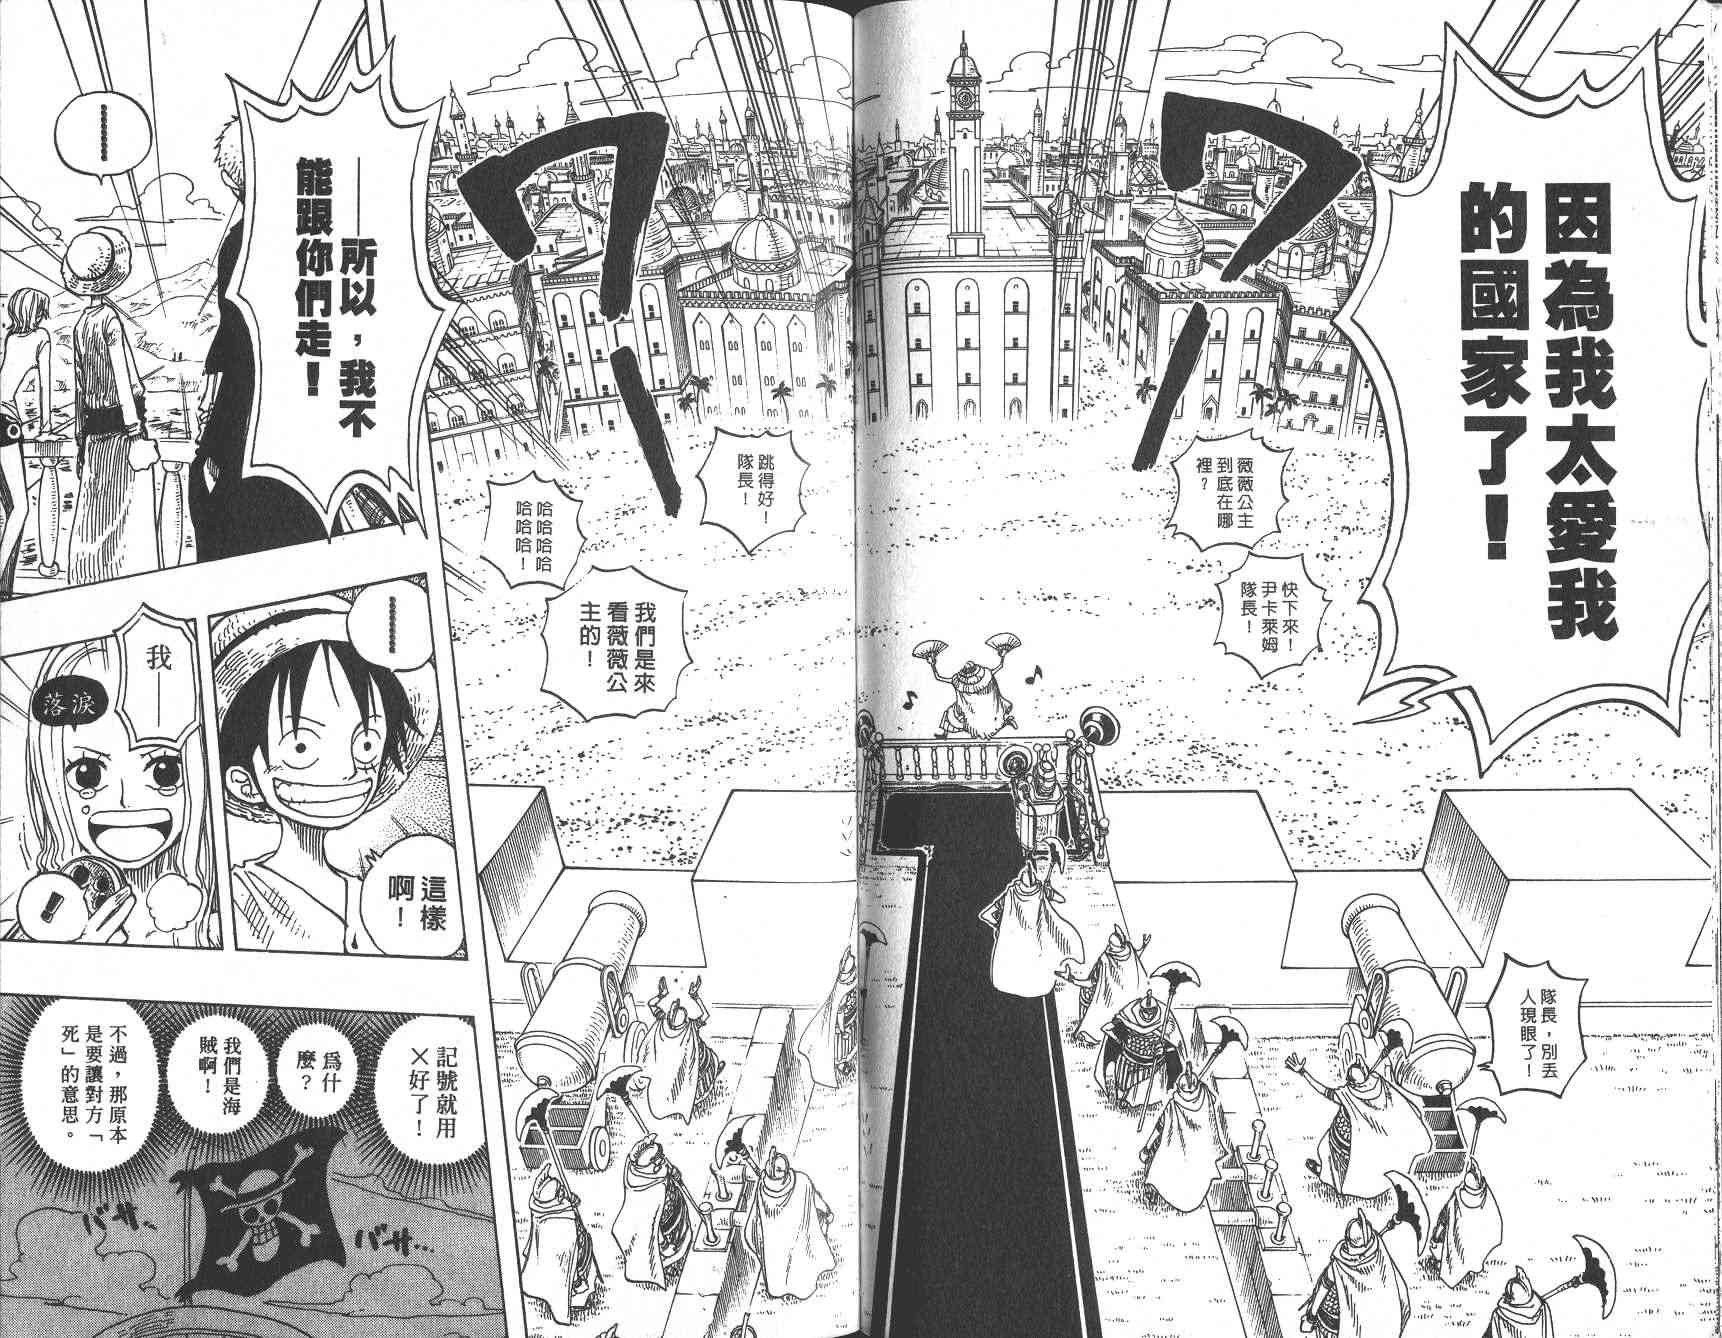 因為我太愛我
的國家了！
薇薇公主
到底在哪
裡？
快下來！
尹卡萊姆
隊長！
隊長，別丟
人現眼了！
ワ
ワ
跳得好！
隊長！
哈哈哈哈
哈哈哈！
我們是來
看薇薇公
主的！
——所以，我不
能跟你們走！
………
………
這樣
啊！
我——
落淚
！！
記號就用
×好了！
為什
麼？
我們是海
賊啊！
不過，那原本
是要讓對方「
死」的意思。
バサ…
バサ…